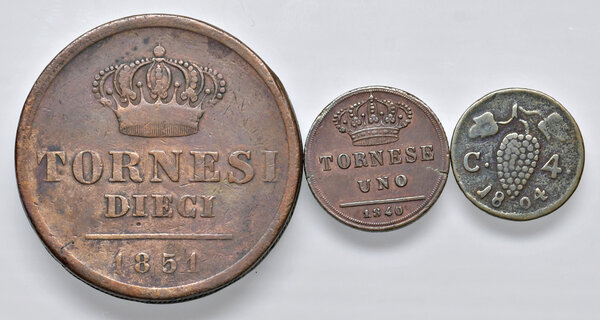 TORNESI
DIECI
1851
TORNESE
UNO
1840
C. 4.
1804